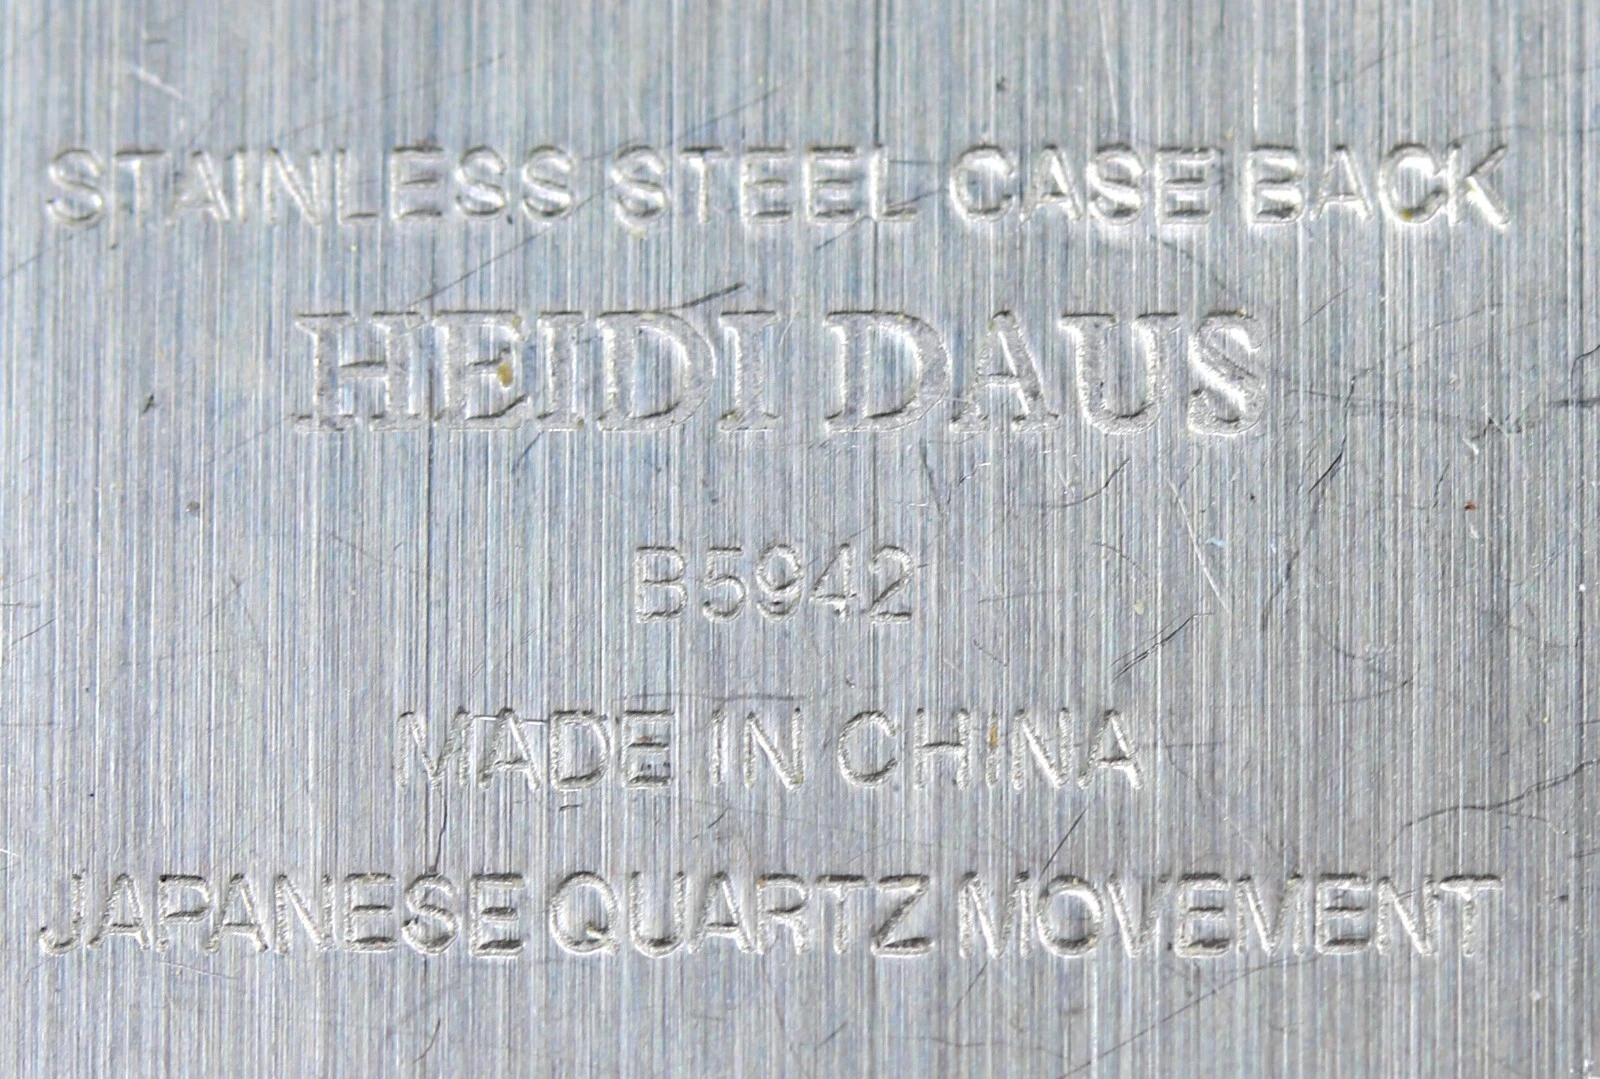 STAINLESS STEEL CASE BACK
HEIDI DAUS
B5942
MADE IN CHINA
JAPANESE QUARTZ MOVEMENT